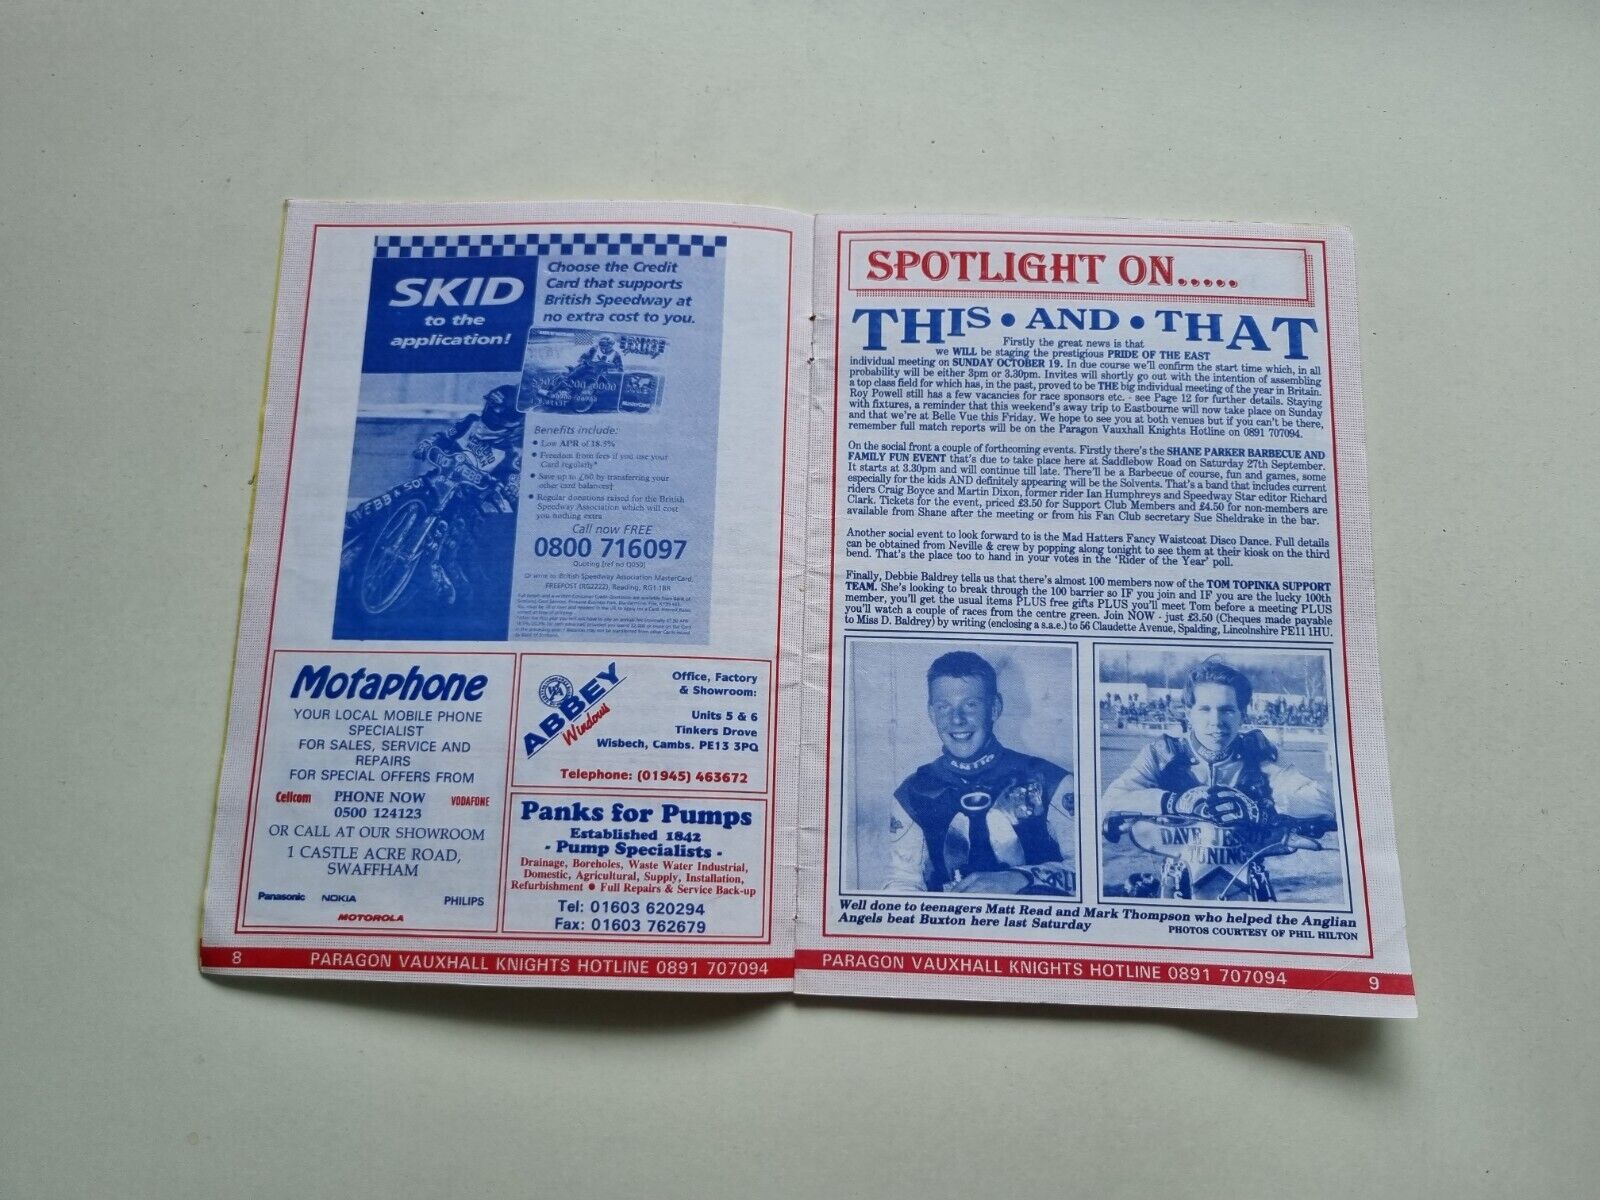 SKID
to the
application!
Choose the Credit
Card that supports
British Speedway at
no extra cost to you.
MasterCard
Benefits include:
● Low APR of 18.5%
● Freedom from fees if you use your
Card regularly*
● Save up to £60 by transferring your
other card balances†
● Regular donations raised for the British
Speedway Association which will cost
you nothing extra
Call now FREE
0800 716097
Or write to British Speedway Association MasterCard,
FREEPOST (RG2222), Reading, RG1 1BR
Motaphone
YOUR LOCAL MOBILE PHONE
SPECIALIST
FOR SALES, SERVICE AND
REPAIRS
FOR SPECIAL OFFERS FROM
Cellcom PHONE NOW VODAFONE
0500 124123
OR CALL AT OUR SHOWROOM
1 CASTLE ACRE ROAD,
SWAFFHAM
Panasonic NOKIA PHILIPS
MOTOROLA
ABBEY
Windows
Office, Factory
& Showroom:
Units 5 & 6
Tinkers Drove
Wisbech, Cambs. PE13 3PQ
Telephone: (01945) 463672
Panks for Pumps
Established 1842
- Pump Specialists -
Drainage, Boreholes, Waste Water Industrial,
Domestic, Agricultural, Supply, Installation,
Refurbishment ● Full Repairs & Service Back-up
Tel: 01603 620294
Fax: 01603 762679
8 PARAGON VAUXHALL KNIGHTS HOTLINE 0891 707094
SPOTLIGHT ON.....
THIS • AND • THAT
Firstly the great news is that
we WILL be staging the prestigious PRIDE OF THE EAST
individual meeting on SUNDAY OCTOBER 19. In due course we'll confirm the start time which, in all
probability will be either 3pm or 3.30pm. Invites will shortly go out with the intention of assembling
a top class field for which has, in the past, proved to be THE big individual meeting of the year in Britain.
Roy Powell still has a few vacancies for race sponsors etc. - see Page 12 for further details. Staying
with fixtures, a reminder that this weekend's away trip to Eastbourne will now take place on Sunday
and that we're at Belle Vue this Friday. We hope to see you at both venues but if you can't be there,
remember full match reports will be on the Paragon Vauxhall Knights Hotline on 0891 707094.
On the social front a couple of forthcoming events. Firstly there's the SHANE PARKER BARBECUE AND
FAMILY FUN EVENT that's due to take place here at Saddlebow Road on Saturday 27th September.
It starts at 3.30pm and will continue till late. There'll be a Barbecue of course, fun and games, some
especially for the kids AND definitely appearing will be the Solvents. That's a band that includes current
riders Craig Boyce and Martin Dixon, former rider Ian Humphreys and Speedway Star editor Richard
Clark. Tickets for the event, priced £3.50 for Support Club Members and £4.50 for non-members are
available from Shane after the meeting or from his Fan Club secretary Sue Sheldrake in the bar.
Another social event to look forward to is the Mad Hatters Fancy Waistcoat Disco Dance. Full details
can be obtained from Neville & crew by popping along tonight to see them at their kiosk on the third
bend. That's the place too to hand in your votes in the 'Rider of the Year' poll.
Finally, Debbie Baldrey tells us that there's almost 100 members now of the TOM TOPINKA SUPPORT
TEAM. She's looking to break through the 100 barrier so IF you join and IF you are the lucky 100th
member, you'll get the usual items PLUS free gifts PLUS you'll meet Tom before a meeting PLUS
you'll watch a couple of races from the centre green. Join NOW - just £3.50 (Cheques made payable
to Miss D. Baldrey) by writing (enclosing a s.a.e.) to 56 Claudette Avenue, Spalding, Lincolnshire PE11 1HU.
DAVE JESSUP
TUNING
Well done to teenagers Matt Read and Mark Thompson who helped the Anglian
Angels beat Buxton here last Saturday
PHOTOS COURTESY OF PHIL HILTON
PARAGON VAUXHALL KNIGHTS HOTLINE 0891 707094 9